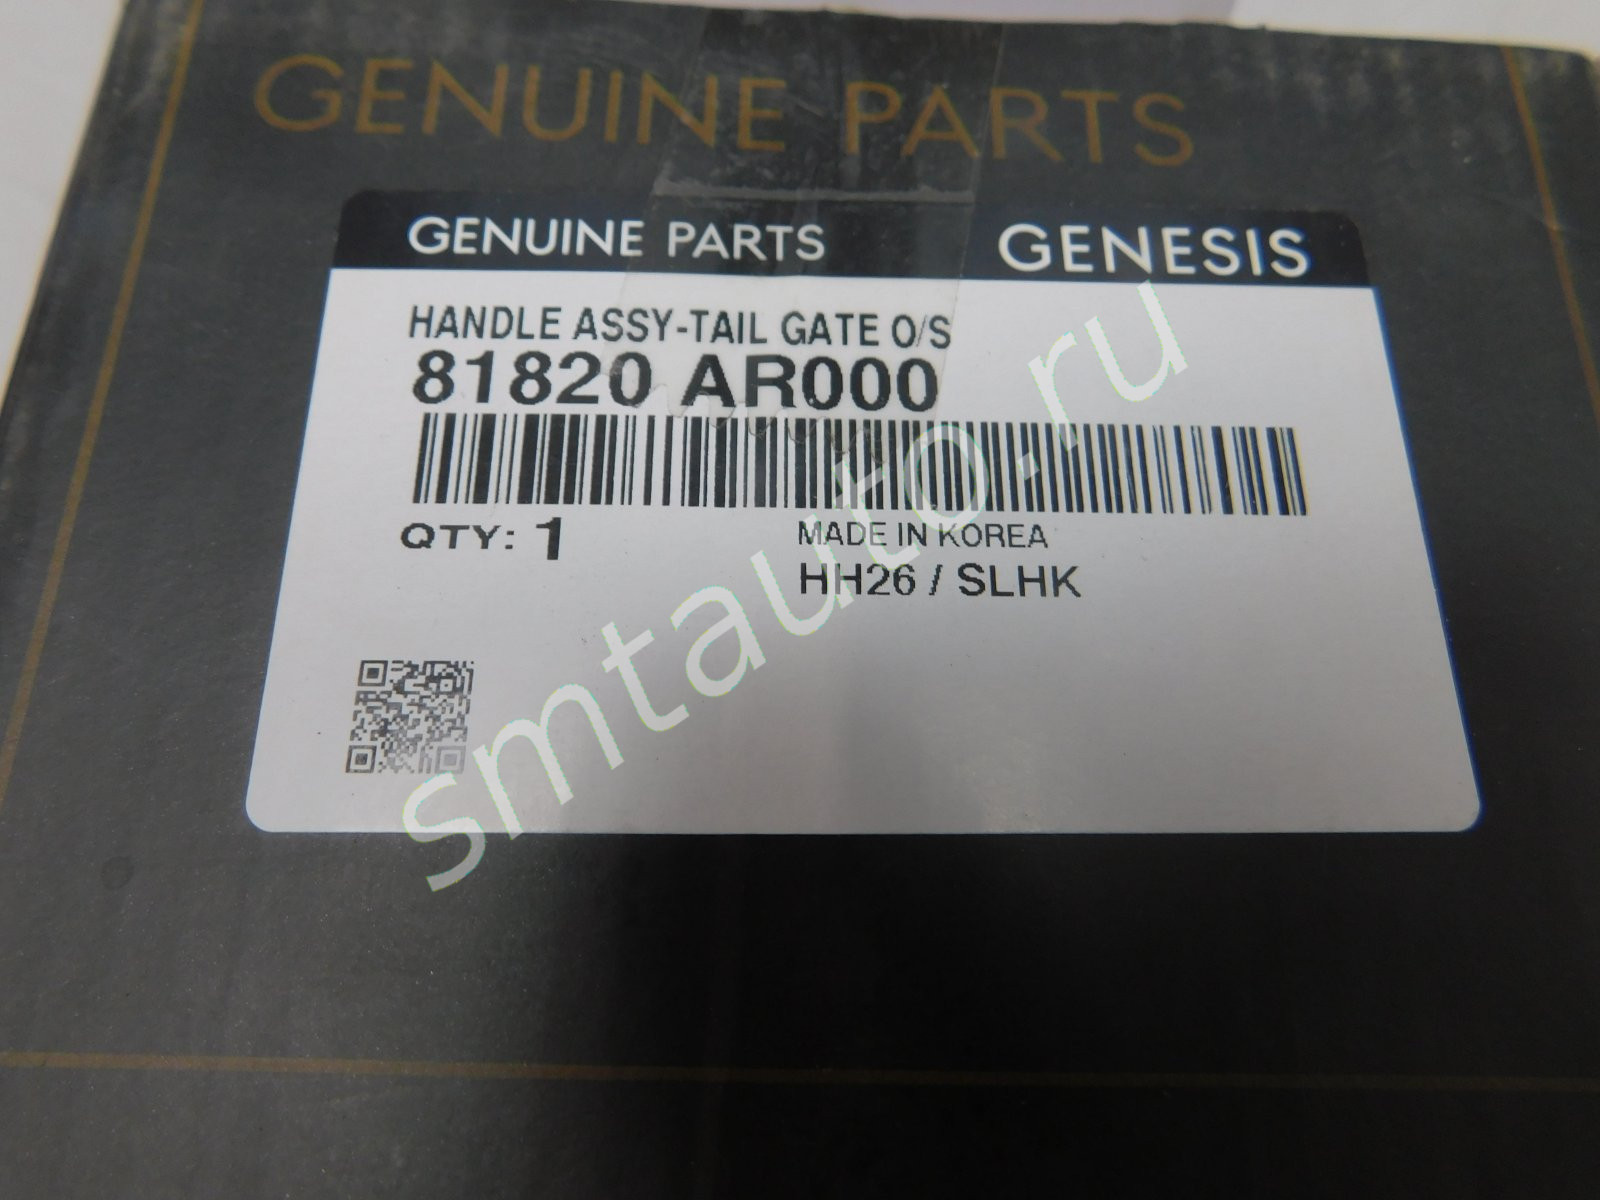 GENUINE PARTS
GENUINE PARTS GENESIS
HANDLE ASSY-TAIL GATE O/S
81820 AR000
QTY: 1 MADE IN KOREA
HH26 / SLHK
smtauto.ru